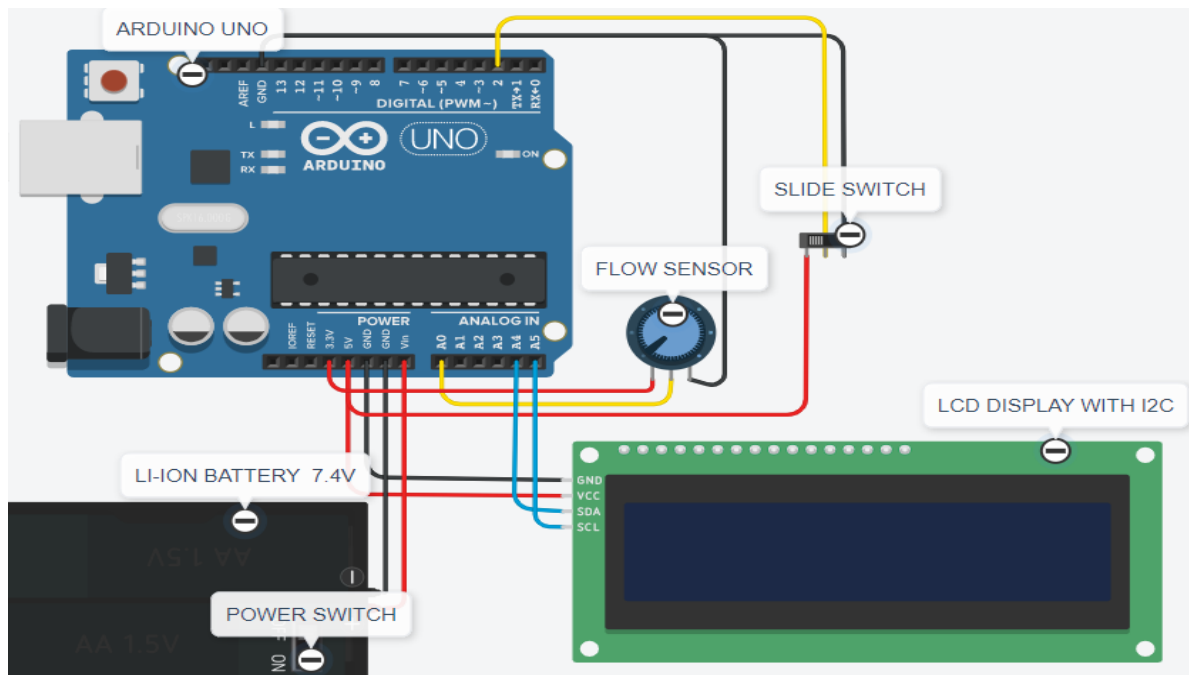 ARDUINO UNO
AREF
GND
13
12
~11
~10
~9
8
7
~6
~5
4
~3
2
TX→1
RX←0
DIGITAL (PWM~)
L
TX
RX
ARDUINO
UNO
ON
SLIDE SWITCH
FLOW SENSOR
POWER
ANALOG IN
IOREF
RESET
3.3V
5V
GND
GND
Vin
A0
A1
A2
A3
A4
A5
LCD DISPLAY WITH I2C
LI-ION BATTERY 7.4V
GND
VCC
SDA
SCL
AA 1.5V
POWER SWITCH
AA 1.5V
ON